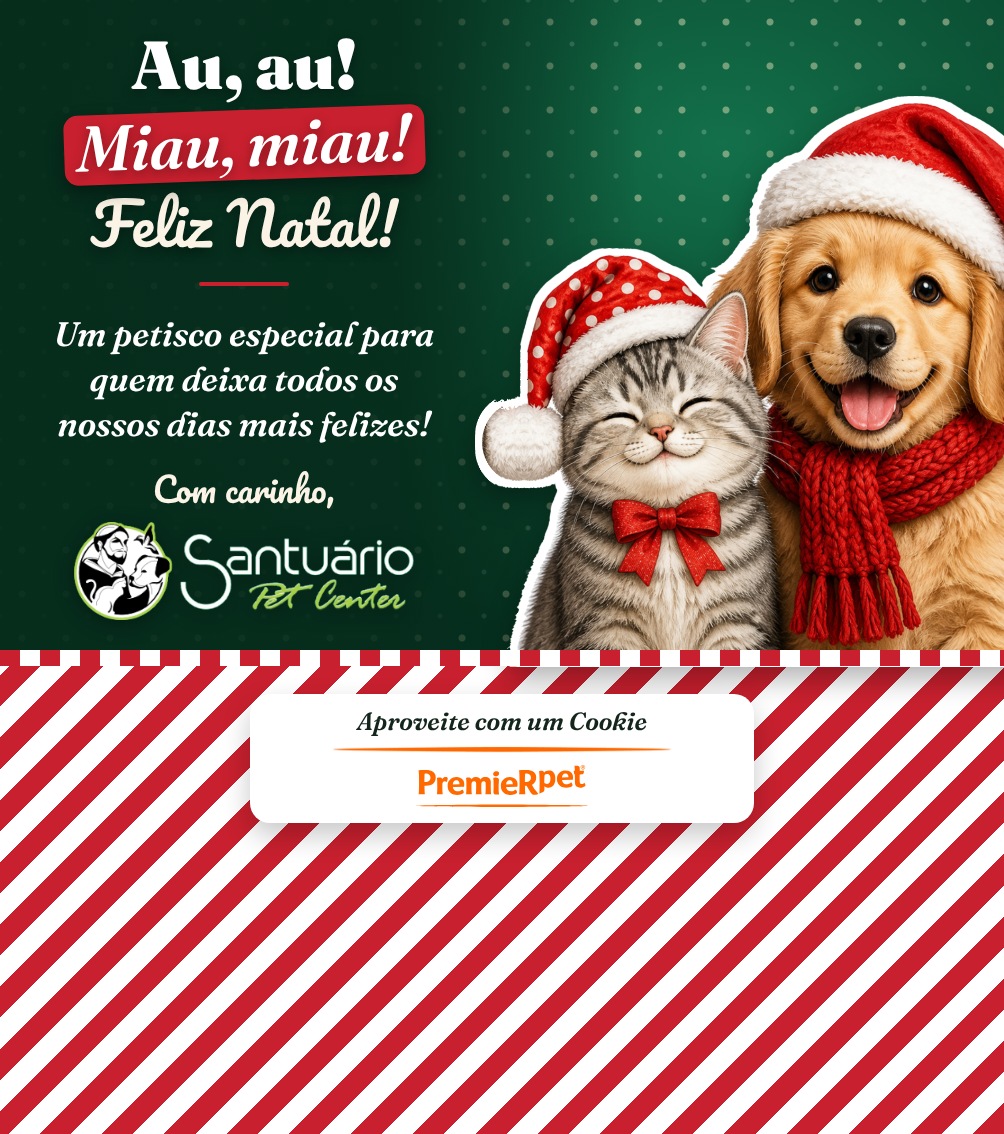 Au, au!
Miau, miau!
Feliz Natal!
Um petisco especial para
quem deixa todos os
nossos dias mais felizes!
Com carinho,
Santuário
Pet Center
Aproveite com um Cookie
PremieRpet®